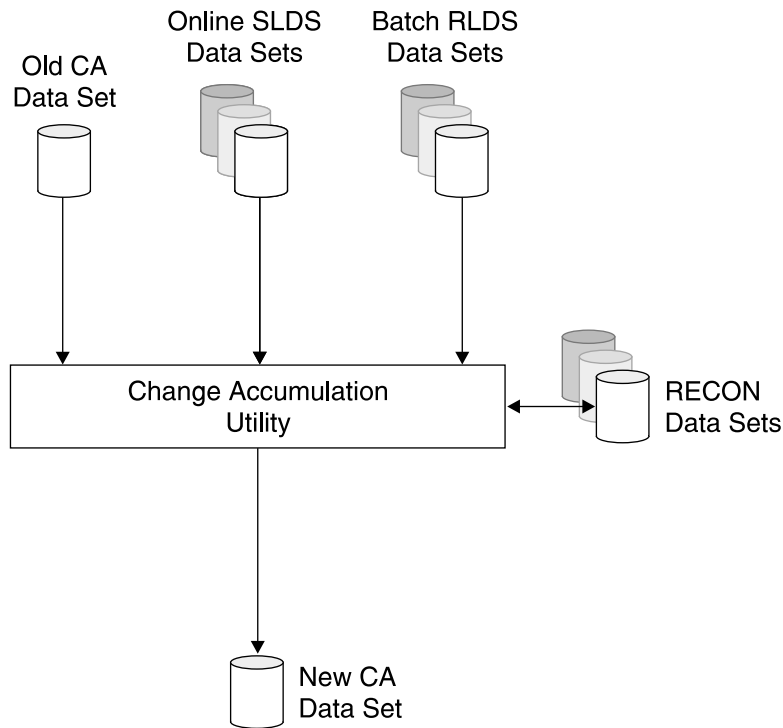 Online SLDS
Data Sets
Batch RLDS
Data Sets
Old CA
Data Set
Change Accumulation
Utility
RECON
Data Sets
New CA
Data Set